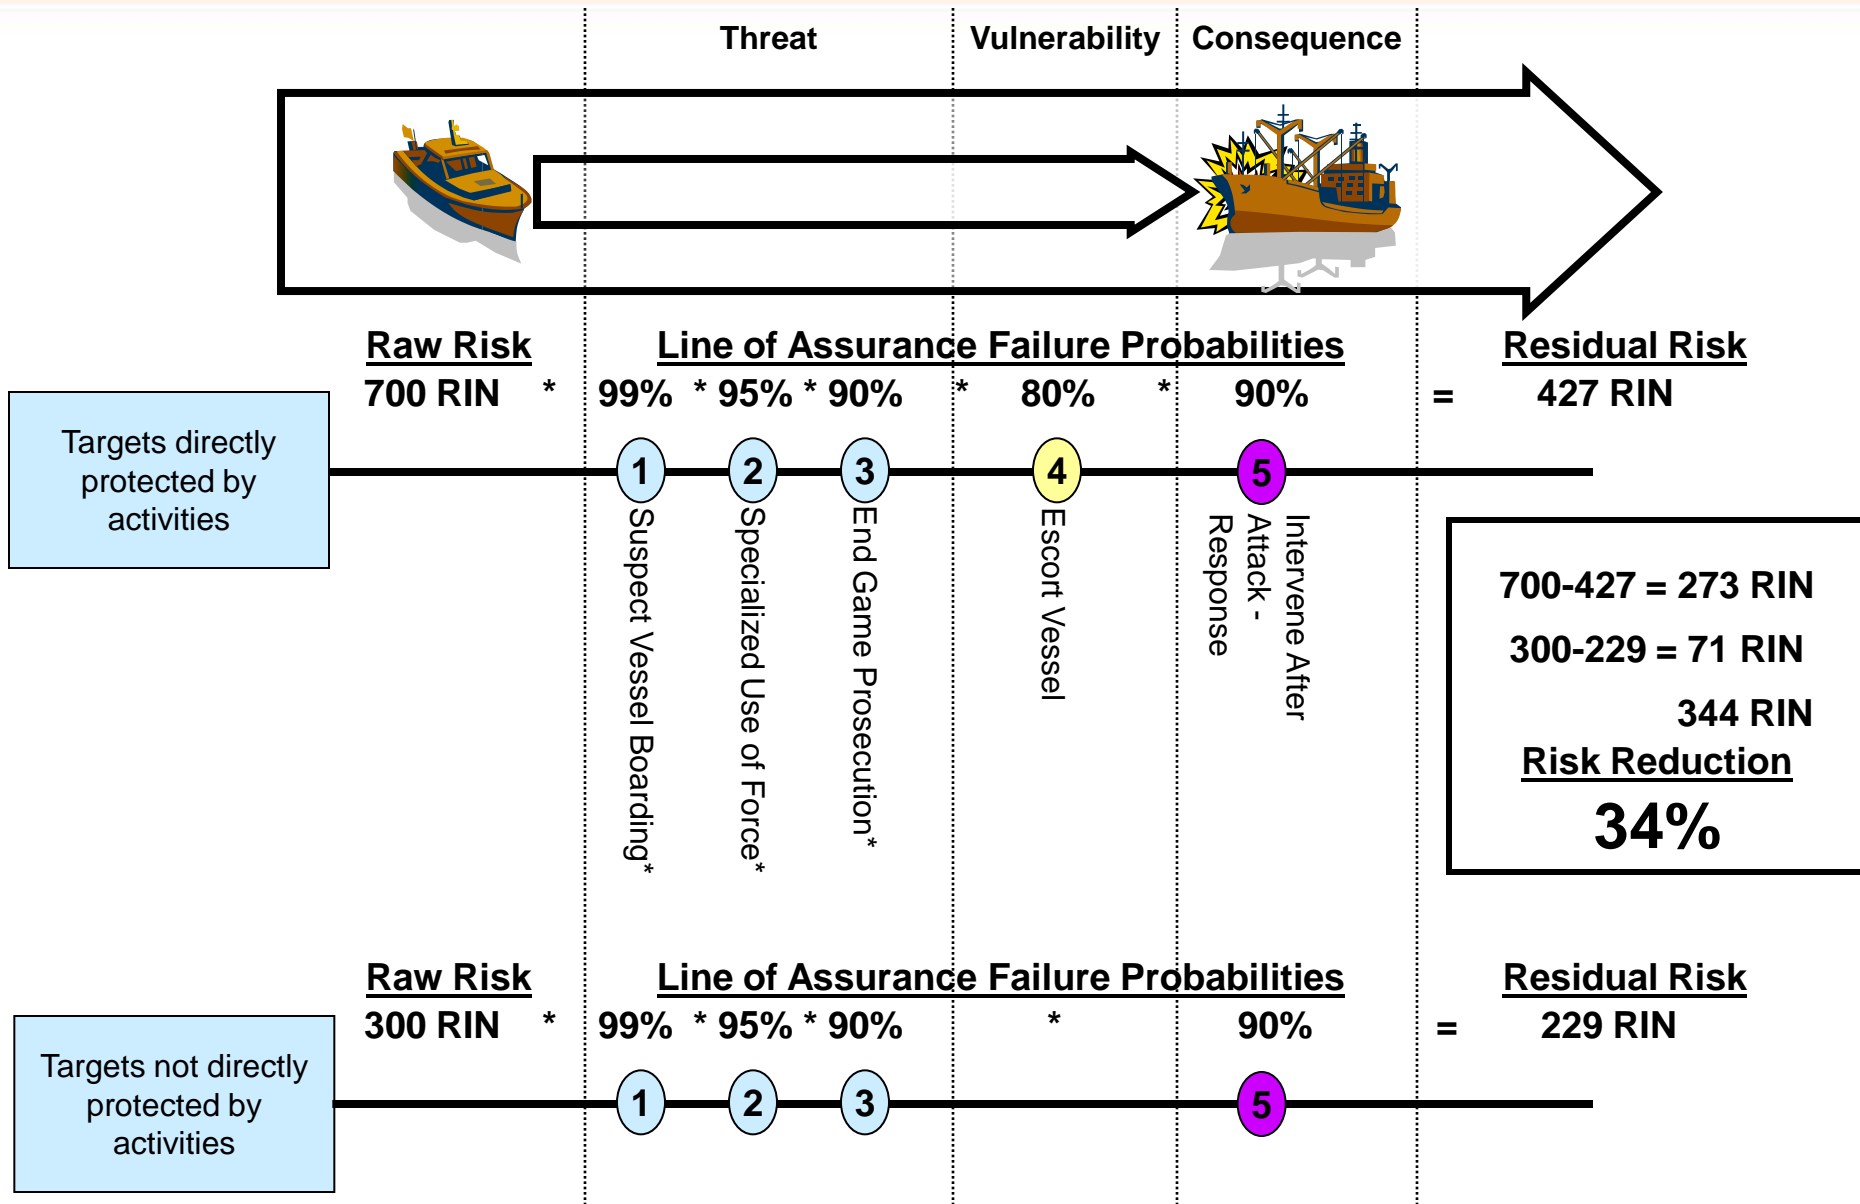 Threat Vulnerability Consequence
Raw Risk Line of Assurance Failure Probabilities Residual Risk
700 RIN * 99% * 95% * 90% * 80% * 90% = 427 RIN
Targets directly
protected by
activities
1 2 3 4 5
Suspect Vessel Boarding*
Specialized Use of Force*
End Game Prosecution*
Escort Vessel
Intervene After
Attack -
Response
700-427 = 273 RIN
300-229 = 71 RIN
344 RIN
Risk Reduction
34%
Raw Risk Line of Assurance Failure Probabilities Residual Risk
300 RIN * 99% * 95% * 90% * 90% = 229 RIN
Targets not directly
protected by
activities
1 2 3 5